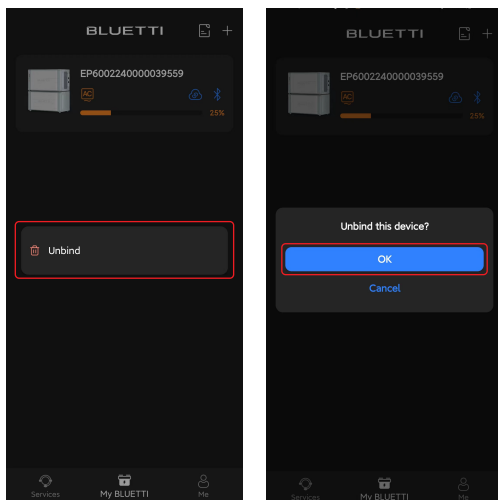 BLUETTI
EP6002240000039559
AC
25%
Unbind
Services
My BLUETTI
Me
BLUETTI
EP6002240000039559
AC
25%
Unbind this device?
OK
Cancel
Services
My BLUETTI
Me